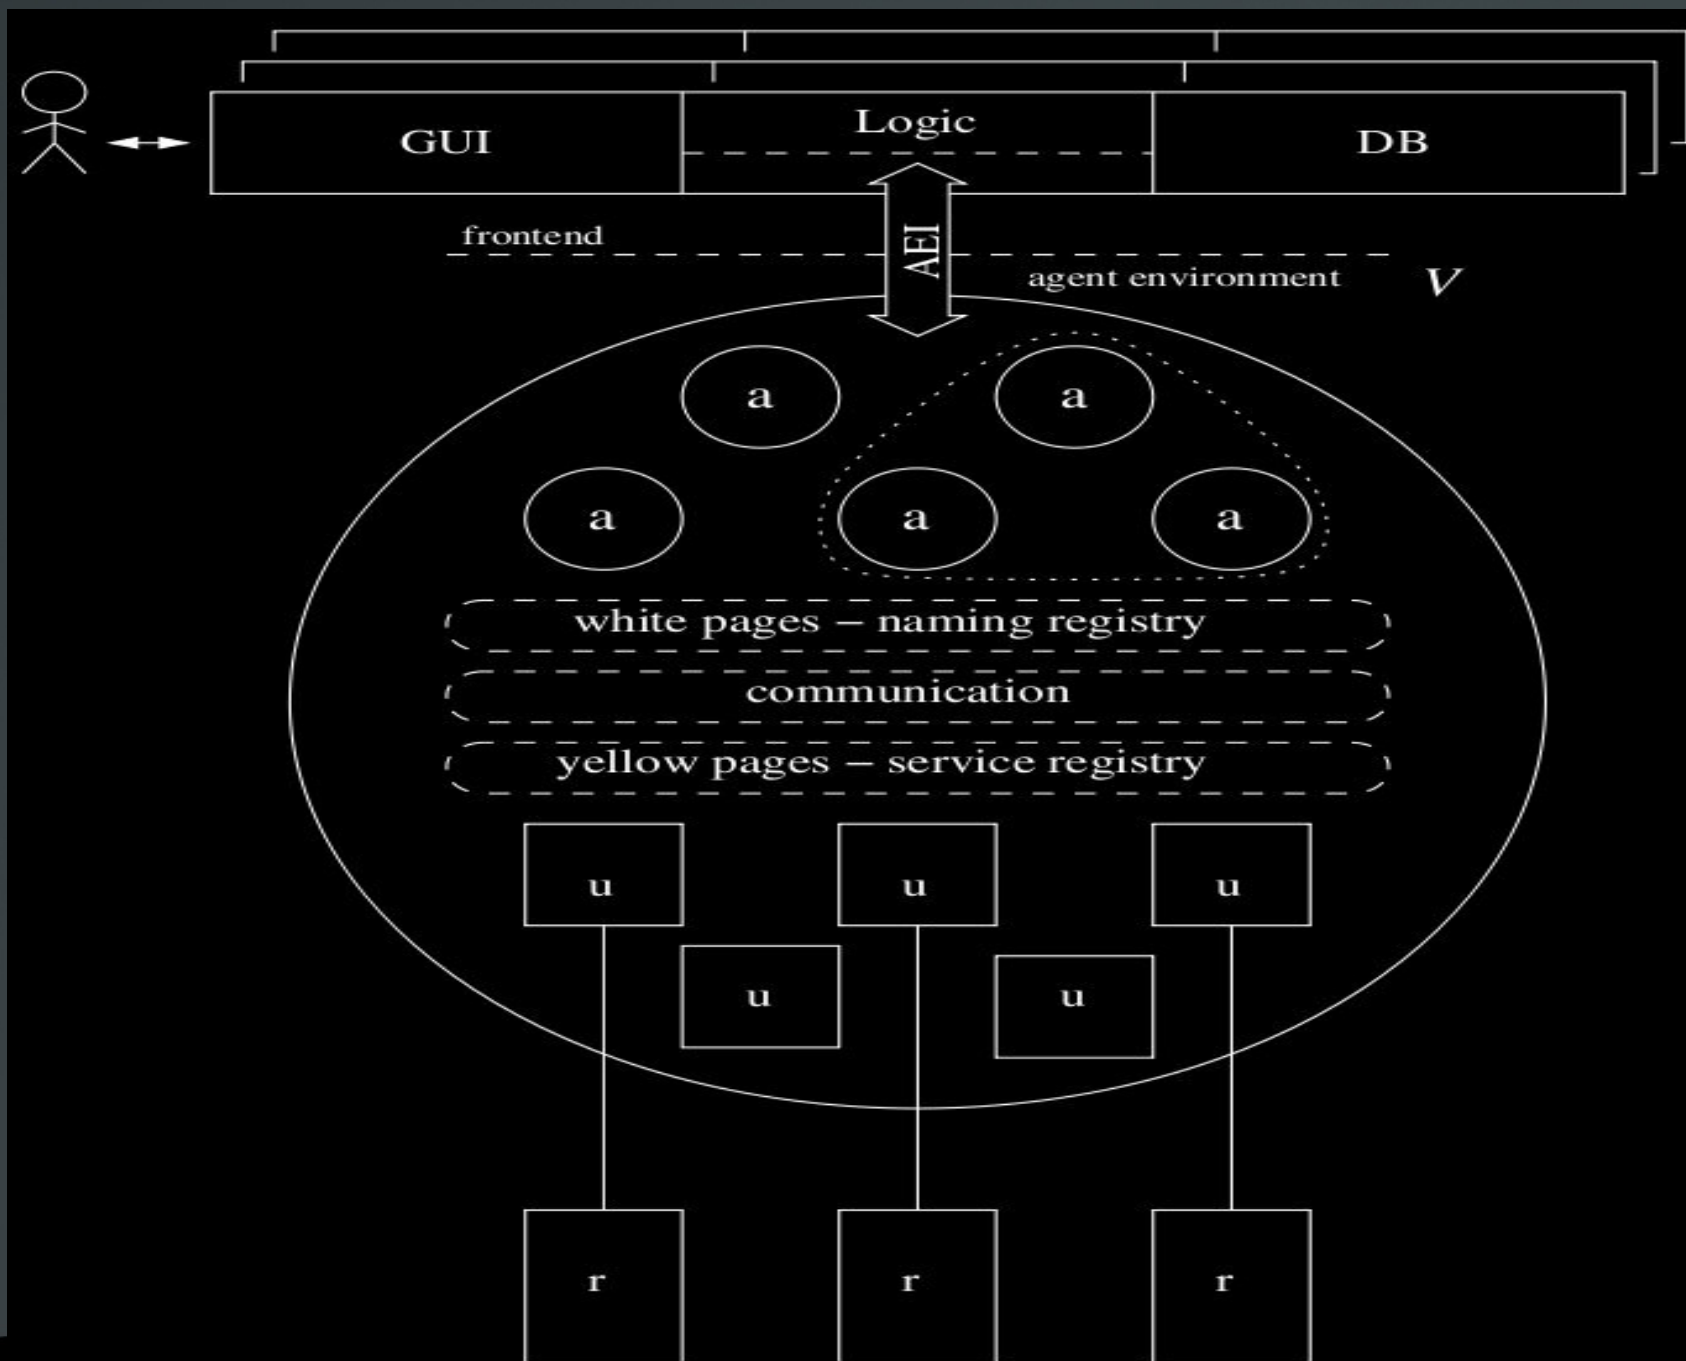 GUI
Logic
DB
AEI
frontend
agent environment
V
a
a
a
a
a
white pages – naming registry
communication
yellow pages – service registry
u
u
u
u
u
r
r
r